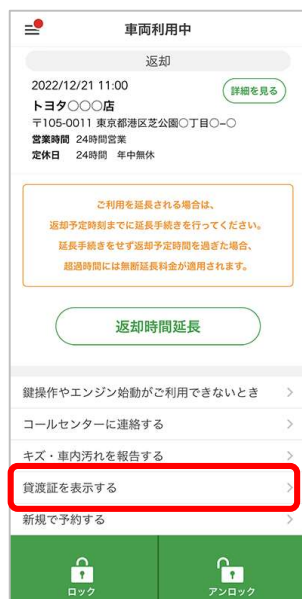 車両利用中
返却
2022/12/21 11:00
詳細を見る
トヨタ〇〇〇店
〒105-0011 東京都港区芝公園〇丁目〇−〇
営業時間 24時間営業
定休日 24時間 年中無休
ご利用を延長される場合は、
返却予定時刻までに延長手続きを行ってください。
延長手続きをせず返却予定時間を過ぎた場合、
超過時間には無断延長料金が適用されます。
返却時間延長
鍵操作やエンジン始動がご利用できないとき
コールセンターに連絡する
キズ・車内汚れを報告する
貸渡証を表示する
新規で予約する
ロック
アンロック